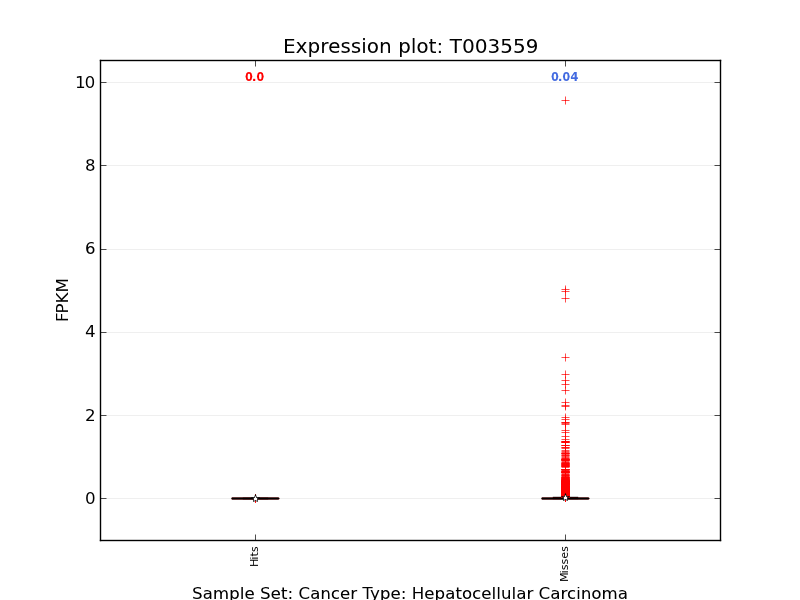 Expression plot: T003559
0.0
0.04
10
8
6
4
2
0
FPKM
Hits
Misses
Sample Set: Cancer Type: Hepatocellular Carcinoma